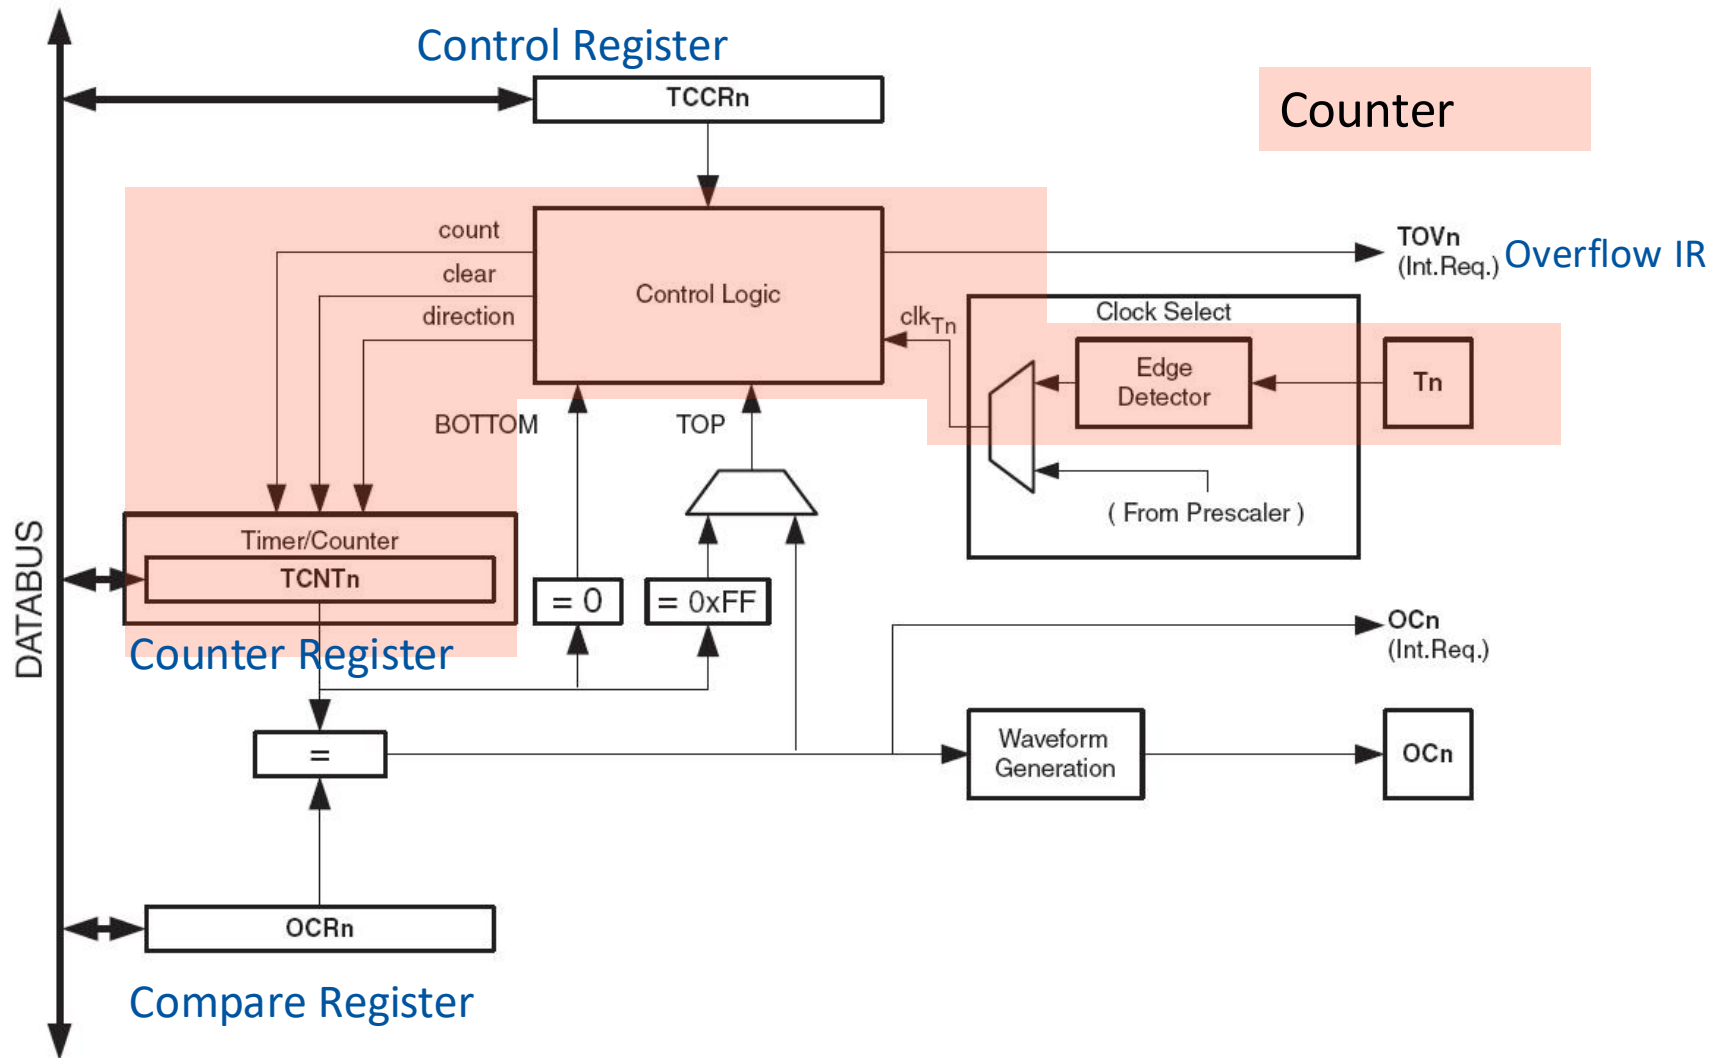 Control Register
TCCRn
Counter
count
clear
direction
Control Logic
clkTn
TOVn
(Int.Req.)
Overflow IR
Clock Select
Edge
Detector
Tn
BOTTOM
TOP
( From Prescaler )
DATABUS
Timer/Counter
TCNTn
Counter Register
= 0
= 0xFF
OCn
(Int.Req.)
=
Waveform
Generation
OCn
OCRn
Compare Register